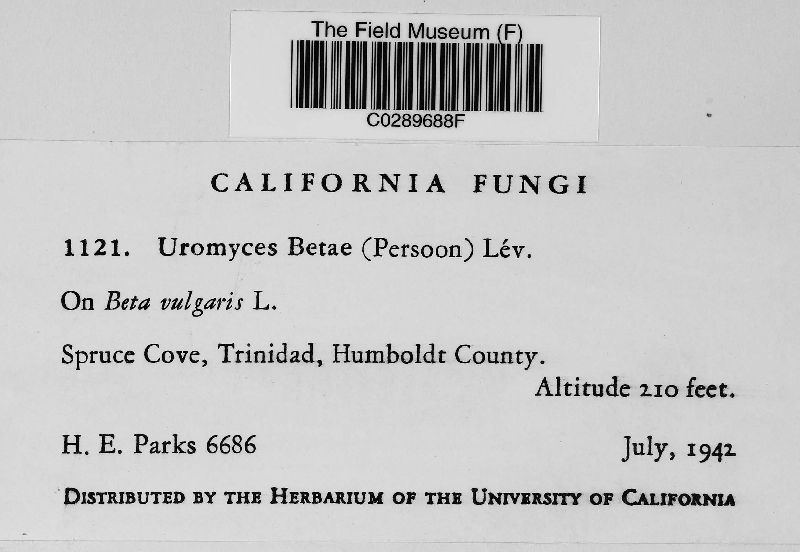 The Field Museum (F)
C0289688F
CALIFORNIA FUNGI
1121. Uromyces Betae (Persoon) Lév.
On Beta vulgaris L.
Spruce Cove, Trinidad, Humboldt County.
Altitude 210 feet.
H. E. Parks 6686 July, 1942
DISTRIBUTED BY THE HERBARIUM OF THE UNIVERSITY OF CALIFORNIA